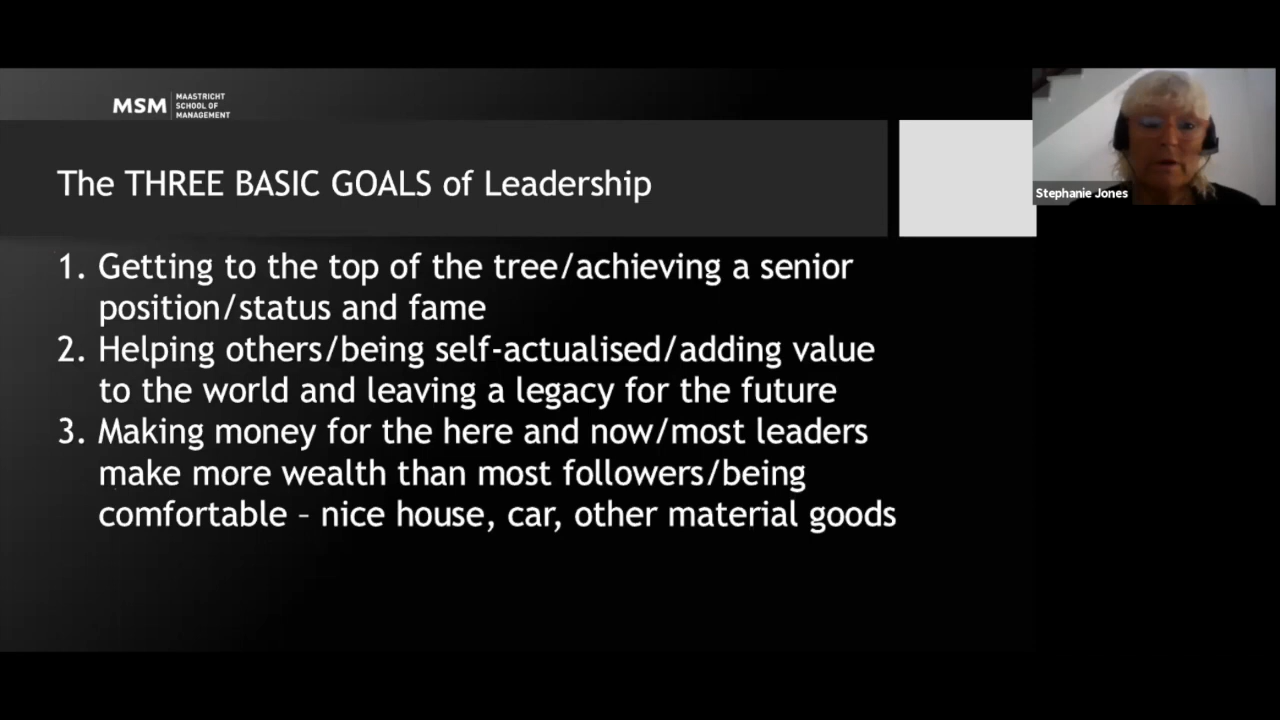 MSM
MAASTRICHT
SCHOOL OF
MANAGEMENT
The THREE BASIC GOALS of Leadership
1. Getting to the top of the tree/achieving a senior
position/status and fame
2. Helping others/being self-actualised/adding value
to the world and leaving a legacy for the future
3. Making money for the here and now/most leaders
make more wealth than most followers/being
comfortable – nice house, car, other material goods
Stephanie Jones